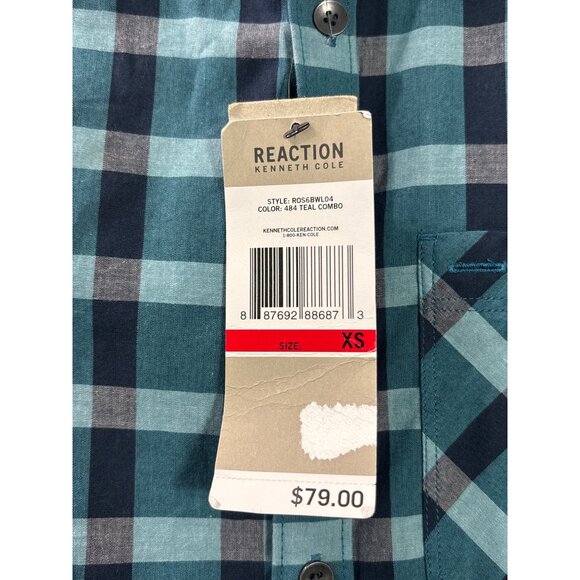 REACTION
KENNETH COLE
STYLE: ROS6BWL04
COLOR: 484 TEAL COMBO
KENNETHCOLEREACTION.COM
1-800-KEN-COLE
8 87692 88687 3
SIZE: XS
$79.00